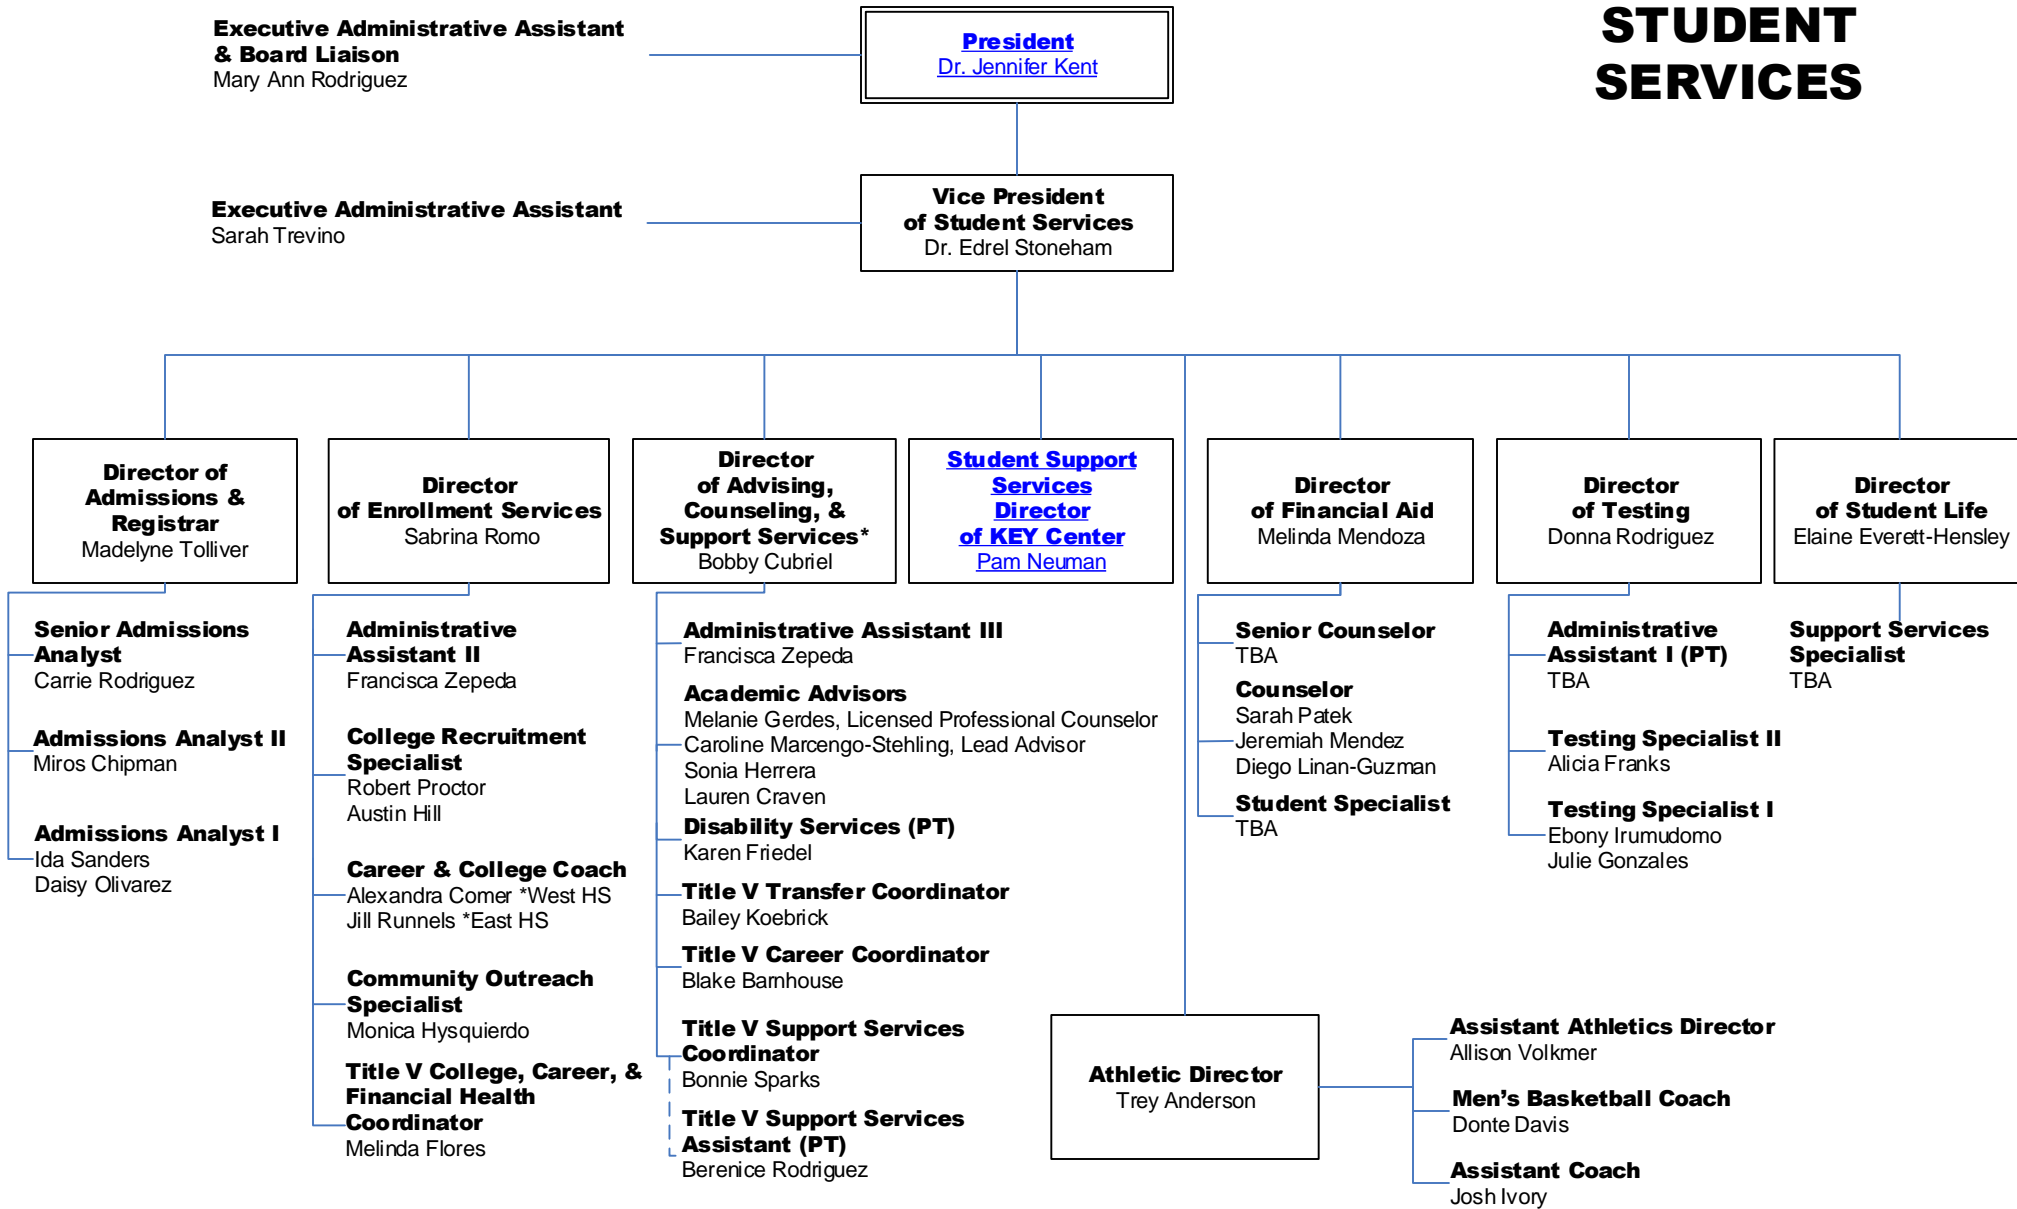 STUDENT
SERVICES
Executive Administrative Assistant
& Board Liaison
Mary Ann Rodriguez
President
Dr. Jennifer Kent
Executive Administrative Assistant
Sarah Trevino
Vice President
of Student Services
Dr. Edrel Stoneham
Director of
Admissions &
Registrar
Madelyne Tolliver
Senior Admissions
Analyst
Carrie Rodriguez
Admissions Analyst II
Miros Chipman
Admissions Analyst I
Ida Sanders
Daisy Olivarez
Director
of Enrollment Services
Sabrina Romo
Administrative
Assistant II
Francisca Zepeda
College Recruitment
Specialist
Robert Proctor
Austin Hill
Career & College Coach
Alexandra Comer *West HS
Jill Runnels *East HS
Community Outreach
Specialist
Monica Hysquierdo
Title V College, Career, &
Financial Health
Coordinator
Melinda Flores
Director
of Advising,
Counseling, &
Support Services*
Bobby Cubriel
Administrative Assistant III
Francisca Zepeda
Academic Advisors
Melanie Gerdes, Licensed Professional Counselor
Caroline Marcengo-Stehling, Lead Advisor
Sonia Herrera
Lauren Craven
Disability Services (PT)
Karen Friedel
Title V Transfer Coordinator
Bailey Koebrick
Title V Career Coordinator
Blake Barnhouse
Title V Support Services
Coordinator
Bonnie Sparks
Title V Support Services
Assistant (PT)
Berenice Rodriguez
Student Support
Services
Director
of KEY Center
Pam Neuman
Athletic Director
Trey Anderson
Assistant Athletics Director
Allison Volkmer
Men’s Basketball Coach
Donte Davis
Assistant Coach
Josh Ivory
Director
of Financial Aid
Melinda Mendoza
Senior Counselor
TBA
Counselor
Sarah Patek
Jeremiah Mendez
Diego Linan-Guzman
Student Specialist
TBA
Director
of Testing
Donna Rodriguez
Administrative
Assistant I (PT)
TBA
Testing Specialist II
Alicia Franks
Testing Specialist I
Ebony Irumudomo
Julie Gonzales
Director
of Student Life
Elaine Everett-Hensley
Support Services
Specialist
TBA